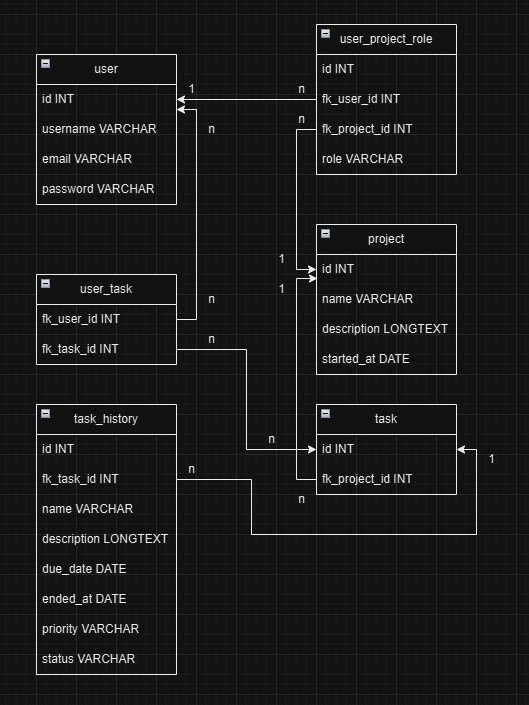 user
id INT
username VARCHAR
email VARCHAR
password VARCHAR
1
n
n
n
user_project_role
id INT
fk_user_id INT
fk_project_id INT
role VARCHAR
project
id INT
name VARCHAR
description LONGTEXT
started_at DATE
1
1
user_task
fk_user_id INT
fk_task_id INT
n
n
n
task
id INT
fk_project_id INT
n
1
task_history
id INT
fk_task_id INT
name VARCHAR
description LONGTEXT
due_date DATE
ended_at DATE
priority VARCHAR
status VARCHAR
n